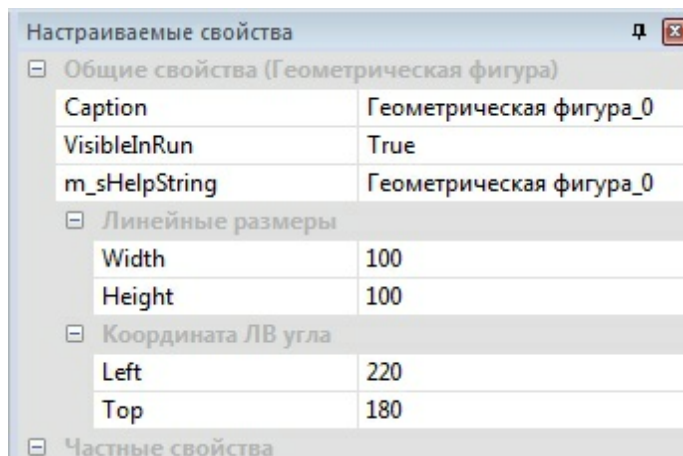 Настраиваемые свойства
Общие свойства (Геометрическая фигура)
Caption Геометрическая фигура_0
VisibleInRun True
m_sHelpString Геометрическая фигура_0
Линейные размеры
Width 100
Height 100
Координата ЛВ угла
Left 220
Top 180
Частные свойства